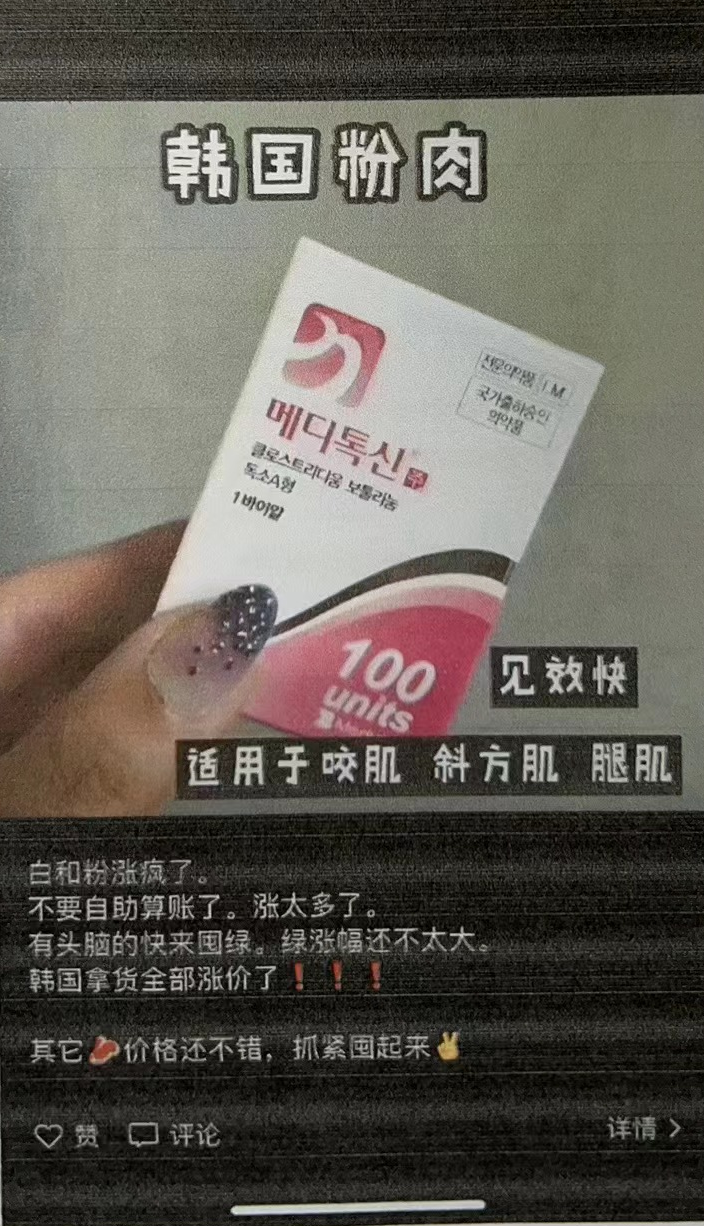 韩国粉肉
전문의약품 I.M
국가출하승인
의약품
메디톡신 주
클로스트리디움 보툴리눔
독소A형
1 바이알
100
units
见效快
适用于咬肌 斜方肌 腿肌
白和粉涨疯了。
不要自助算账了。涨太多了。
有头脑的快来囤绿。绿涨幅还不太大。
韩国拿货全部涨价了❗❗❗
其它🥩价格还不错，抓紧囤起来✌
赞 评论 详情